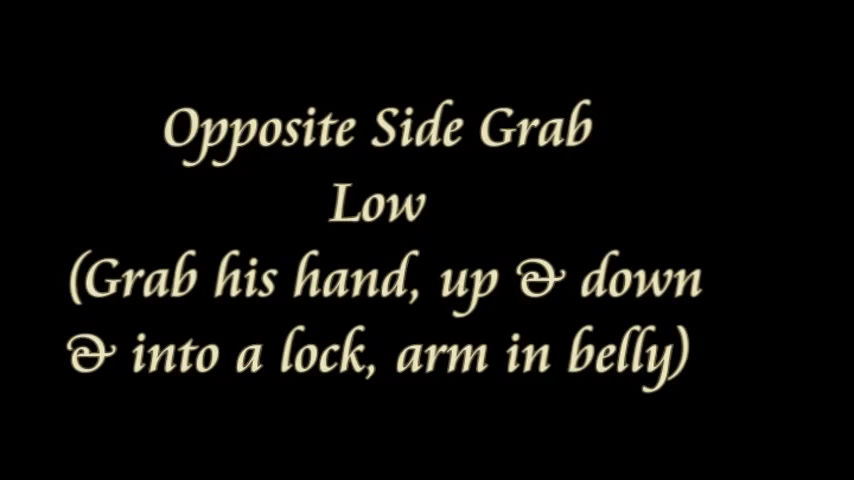 Opposite Side Grab
Low
(Grab his hand, up & down
& into a lock, arm in belly)